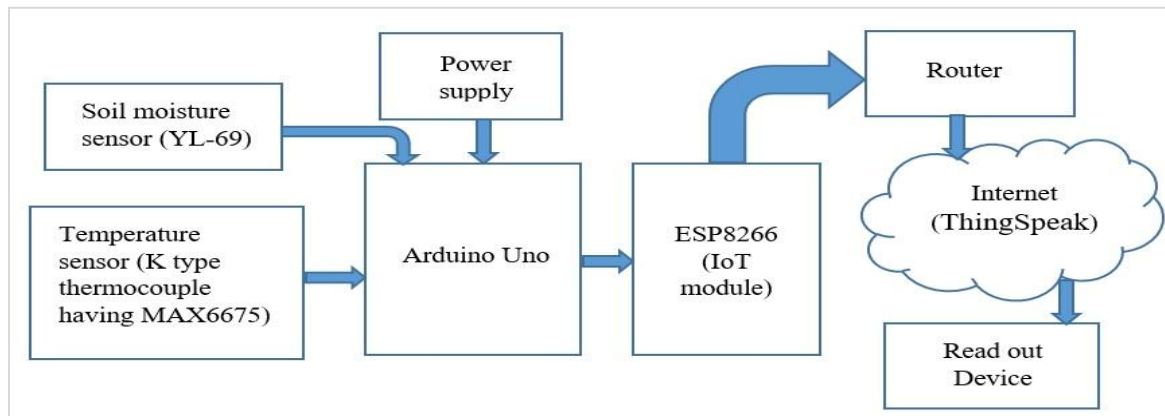 Soil moisture
sensor (YL-69)
Power
supply
Router
Temperature
sensor (K type
thermocouple
having MAX6675)
Arduino Uno
ESP8266
(IoT
module)
Internet
(ThingSpeak)
Read out
Device